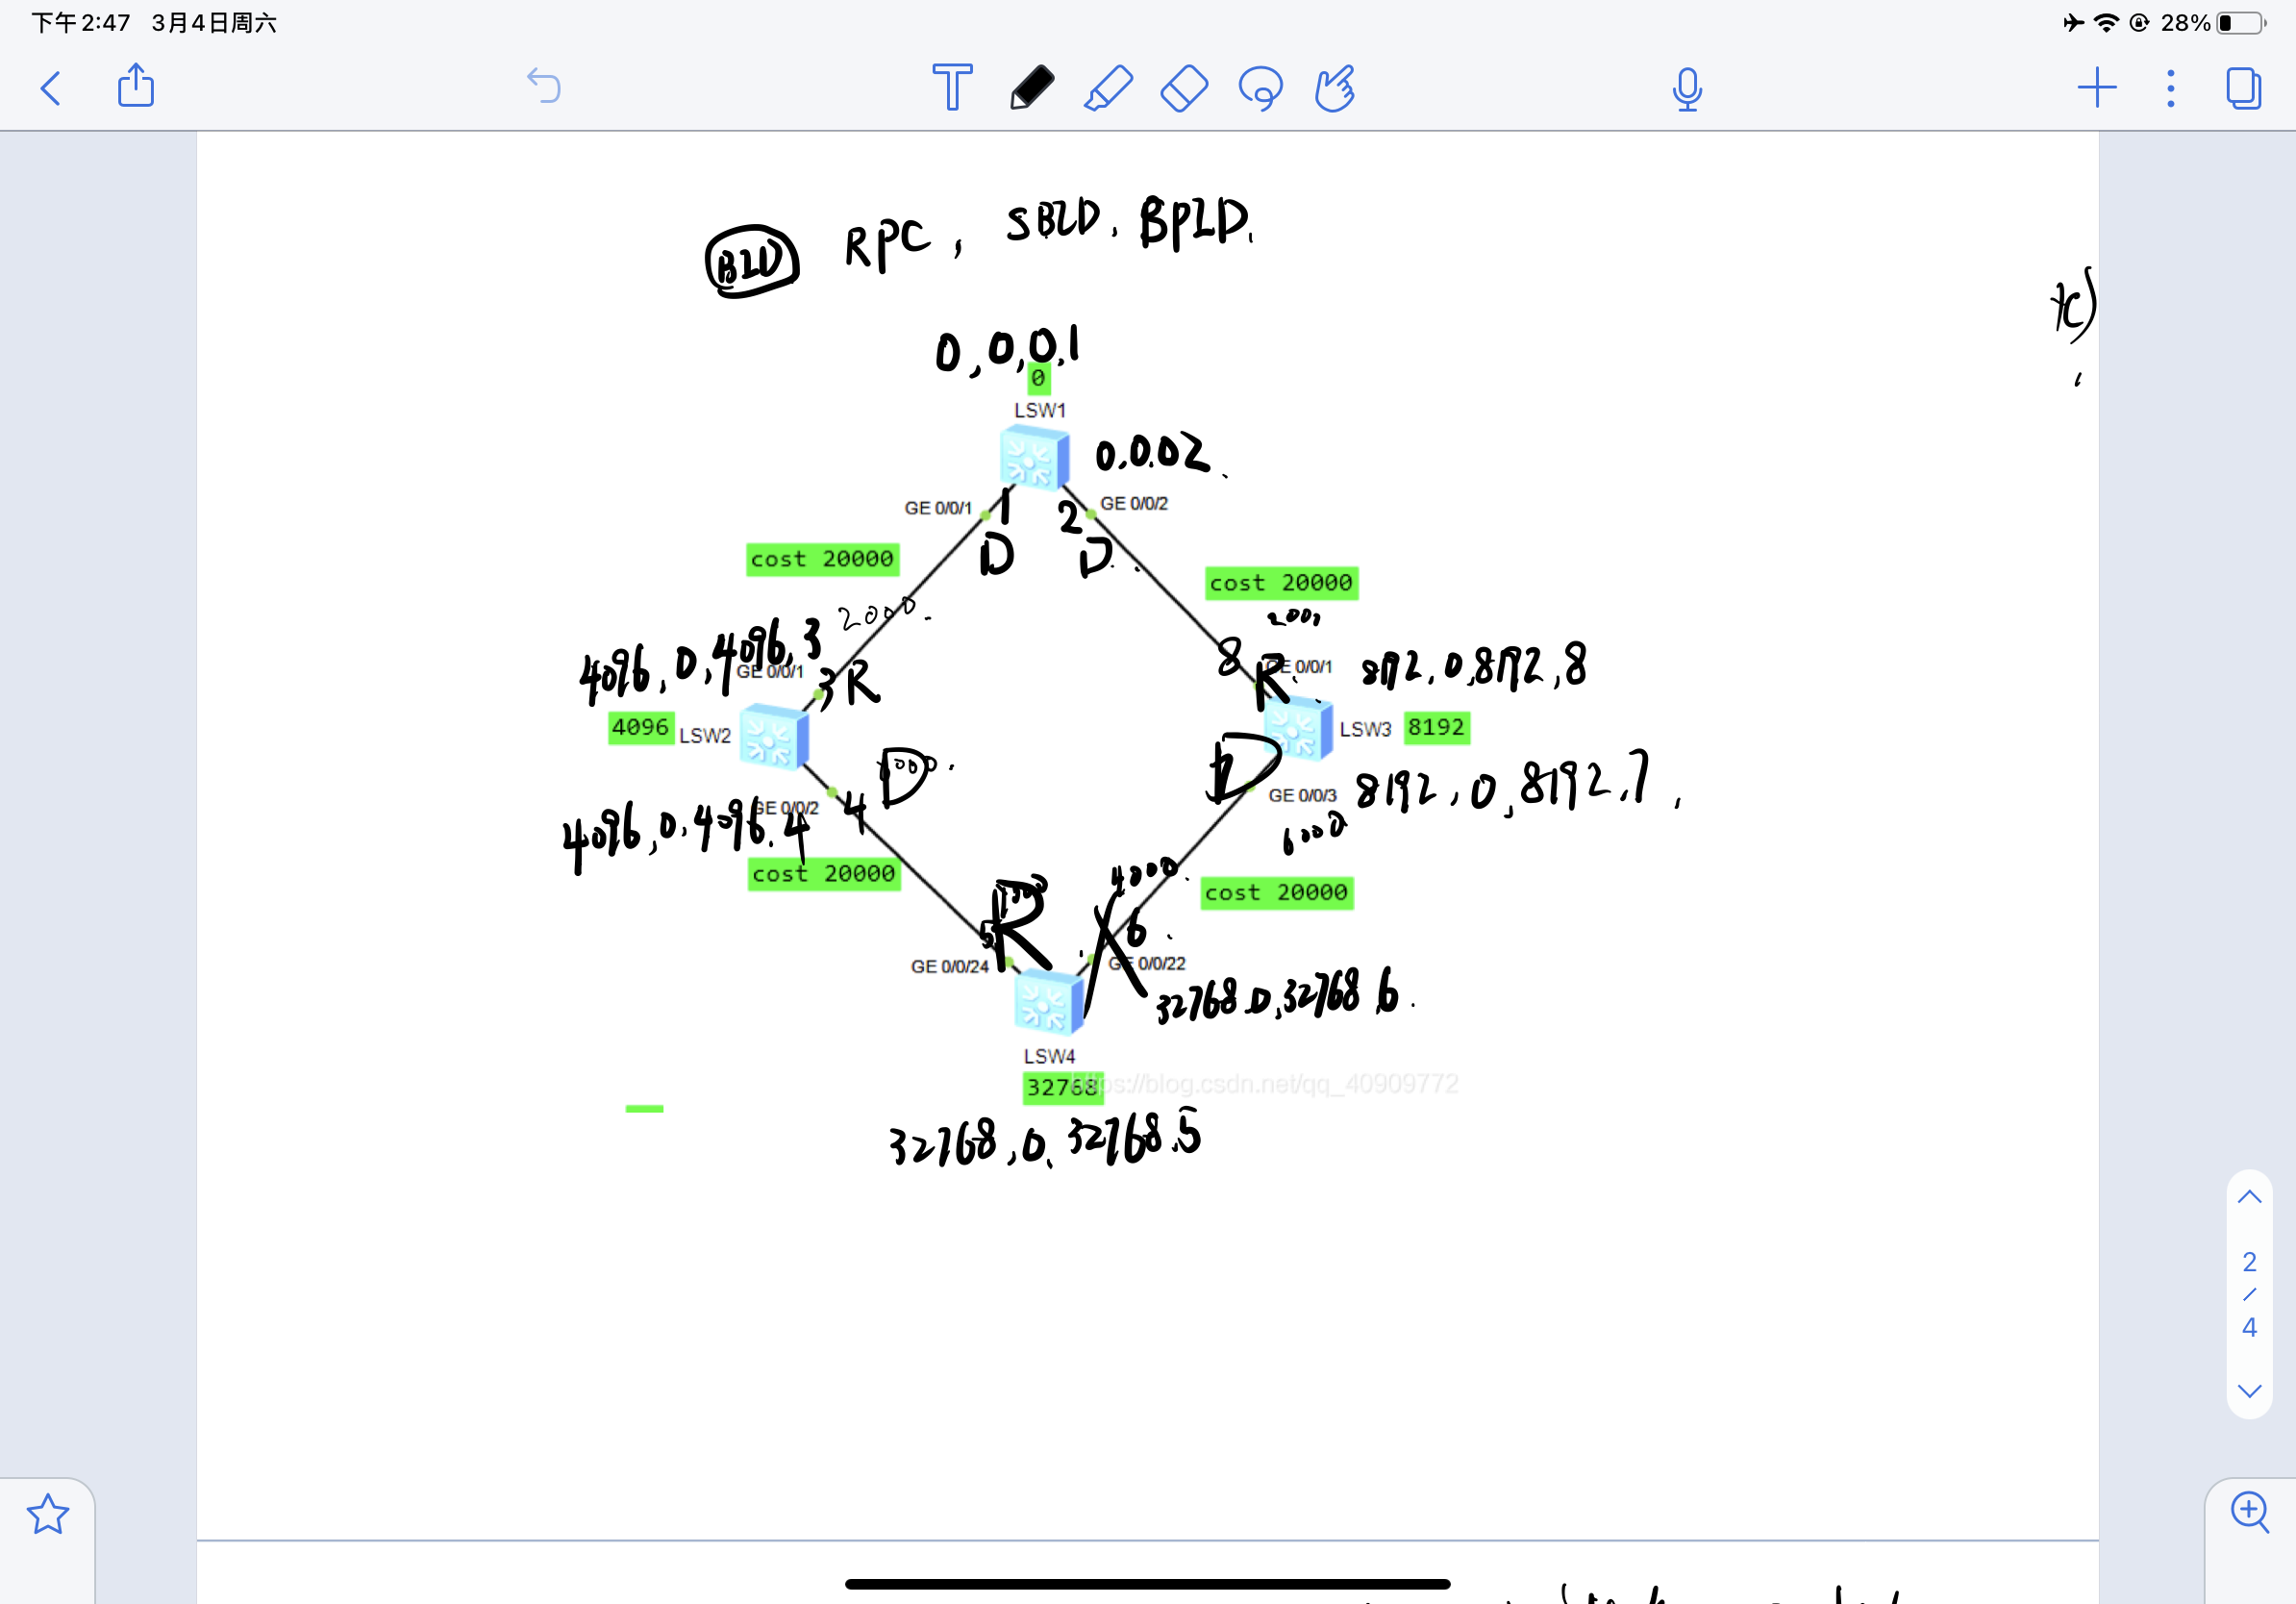 下午2:47 3月4日周六
28%
BID RPC, SBID. BPID.
0,0,0,1
0
LSW1
0,0.02.
GE 0/0/1 1 2 GE 0/0/2
D D.
cost 20000
cost 20000
2000.
4096,0,4096,3
GE 0/0/1 3 R
8 R GE 0/0/1
8192.0,8192,8
4096 LSW2
LSW3 8192
D
D
GE 0/0/3 8192,0,8192.7,
GE 0/0/2 4
4096,0.4096.4
6000
cost 20000
4000.
cost 20000
5 R
X 6.
GE 0/0/24
GE 0/0/22
32768.0,32768,6.
LSW4
https://blog.csdn.net/qq_40909772
32768
32768,0.32768.5
2
/
4